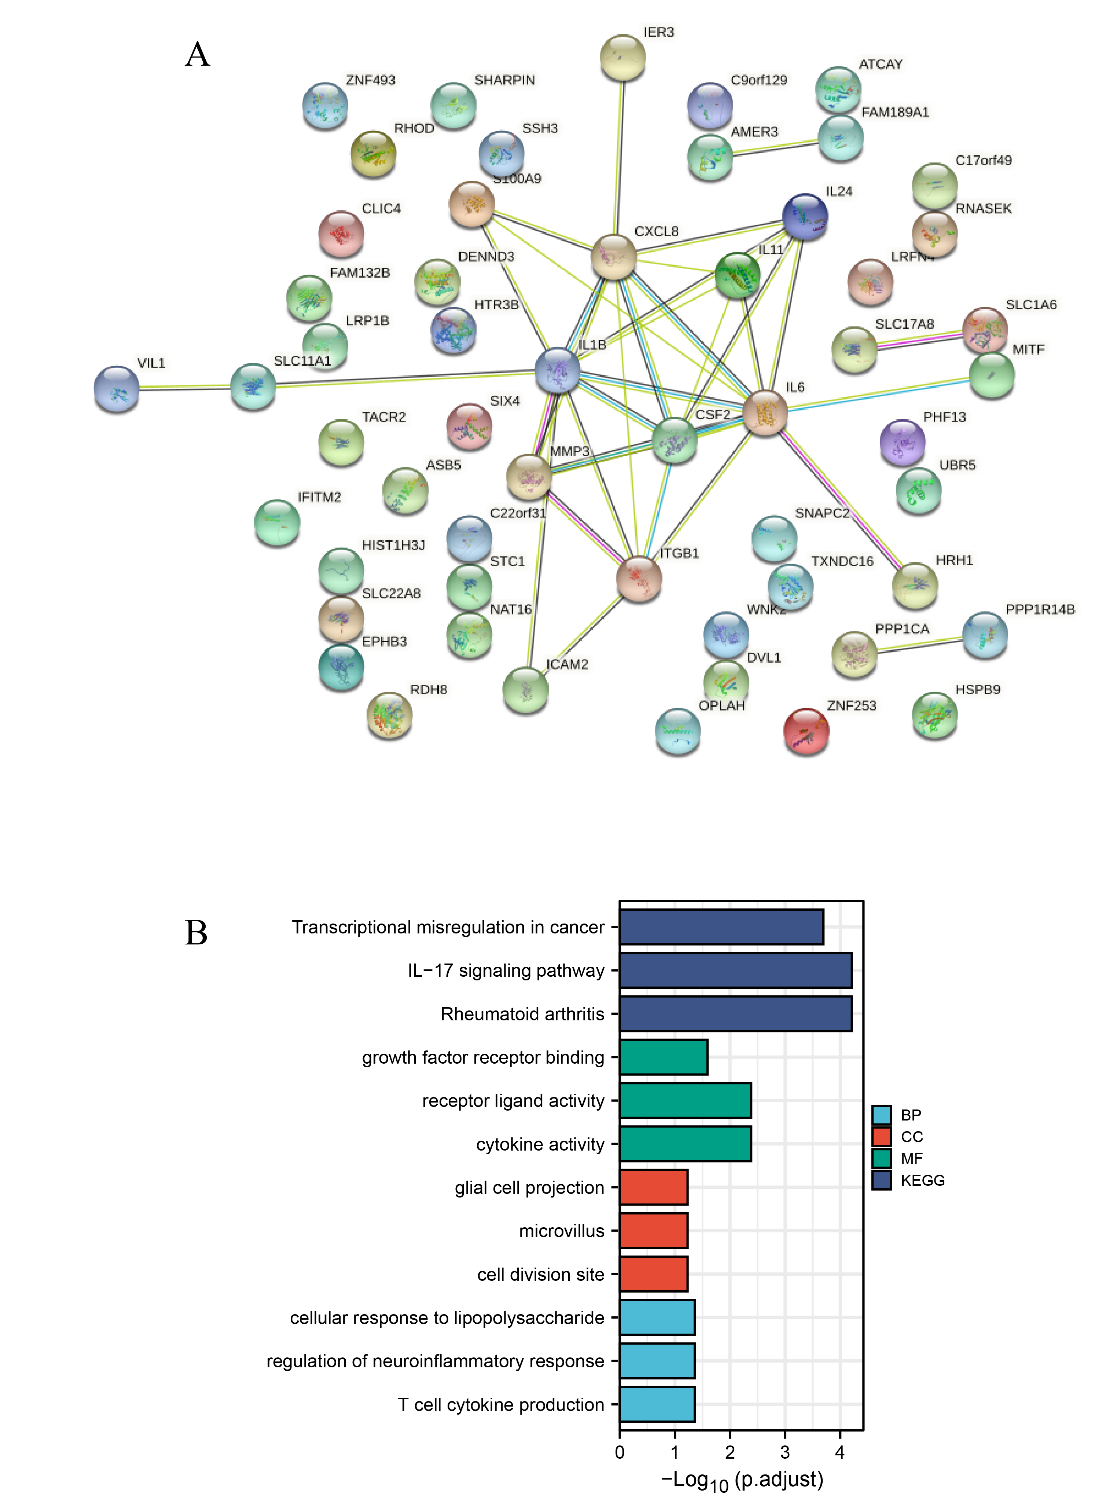 A
IER3
ZNF493
SHARPIN
C9orf129
ATCAY
RHOD
SSH3
AMER3
FAM189A1
S100A9
C17orf49
CLIC4
CXCL8
IL24
RNASEK
FAM132B
DENND3
IL11
LRFN4
LRP1B
HTR3B
SLC17A8
SLC1A6
VIL1
SLC11A1
IL1B
MITF
TACR2
SIX4
CSF2
IL6
PHF13
ASB5
MMP3
UBR5
IFITM2
C22orf31
SNAPC2
HIST1H3J
STC1
ITGB1
TXNDC16
HRH1
SLC22A8
NAT16
WNK2
PPP1R14B
EPHB3
ICAM2
DVL1
PPP1CA
RDH8
OPLAH
ZNF253
HSPB9
B
Transcriptional misregulation in cancer
IL−17 signaling pathway
Rheumatoid arthritis
growth factor receptor binding
receptor ligand activity
cytokine activity
glial cell projection
microvillus
cell division site
cellular response to lipopolysaccharide
regulation of neuroinflammatory response
T cell cytokine production
BP
CC
MF
KEGG
0 1 2 3 4
−Log10 (p.adjust)